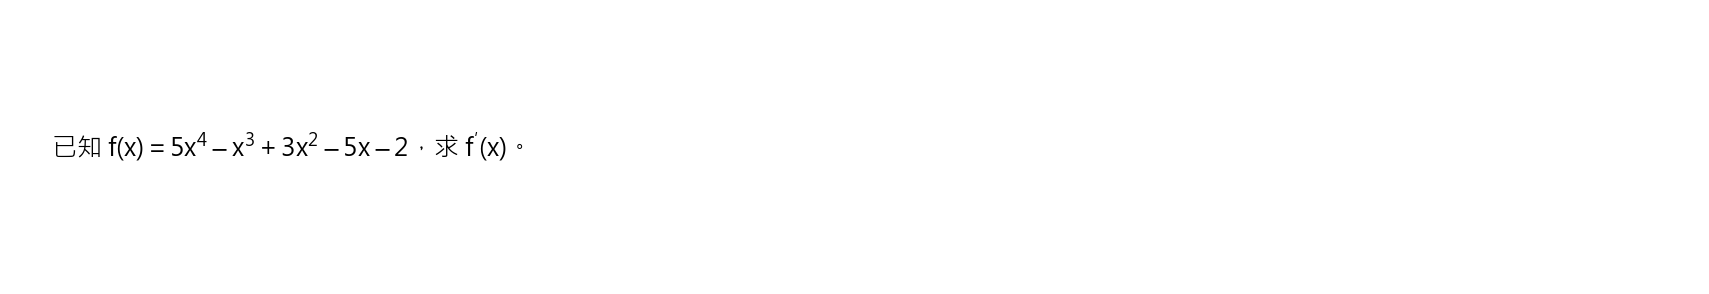 已知 f(x) = 5x⁴ – x³ + 3x² – 5x – 2，求 f′(x)。